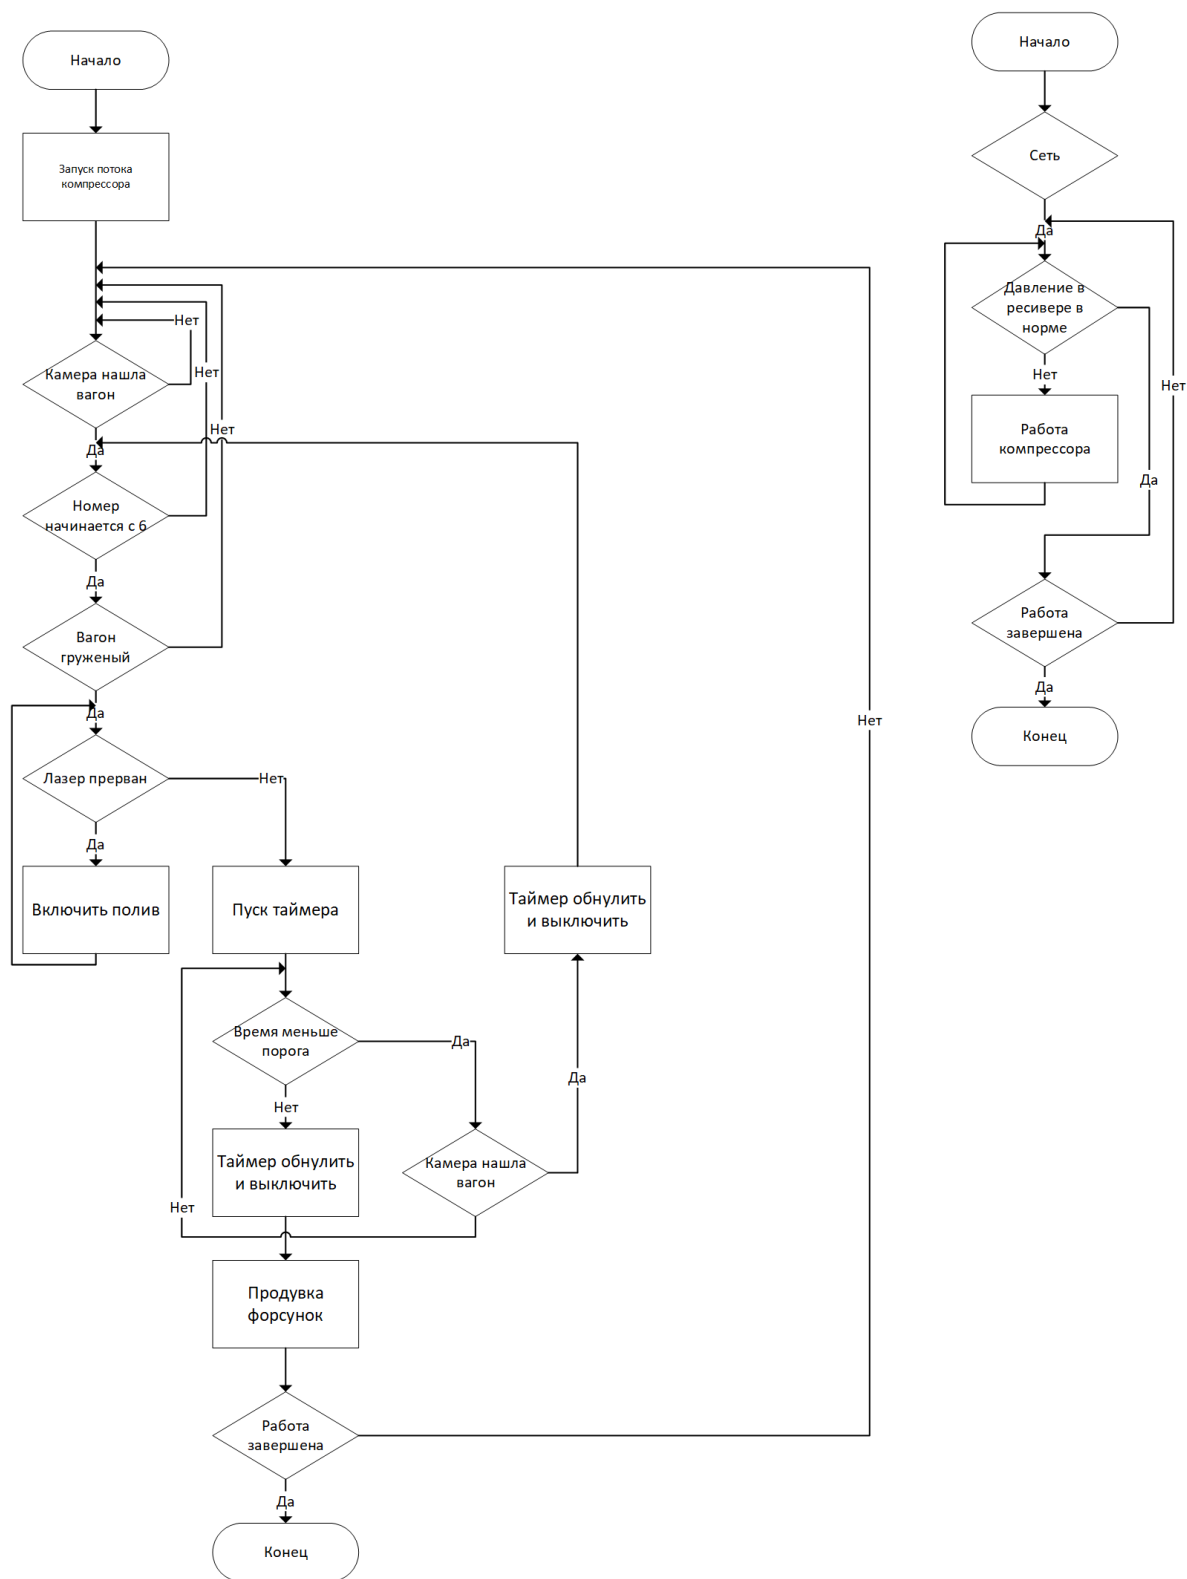 Начало
Запуск потока
компрессора
Нет
Камера нашла
вагон
Нет
Нет
Да
Номер
начинается с 6
Да
Вагон
груженый
Да
Лазер прерван
Нет
Да
Включить полив
Пуск таймера
Таймер обнулить
и выключить
Время меньше
порога
Да
Нет
Да
Таймер обнулить
и выключить
Камера нашла
вагон
Нет
Продувка
форсунок
Работа
завершена
Нет
Да
Конец
Начало
Сеть
Да
Давление в
ресивере в
норме
Нет
Нет
Работа
компрессора
Да
Работа
завершена
Да
Конец